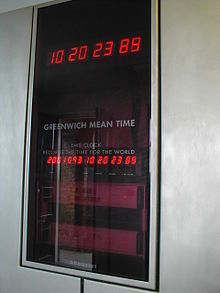 10 20 23 89
GREENWICH MEAN TIME
THIS CLOCK
RECORDS THE TIME FOR THE WORLD
2001093 10 20 23 89